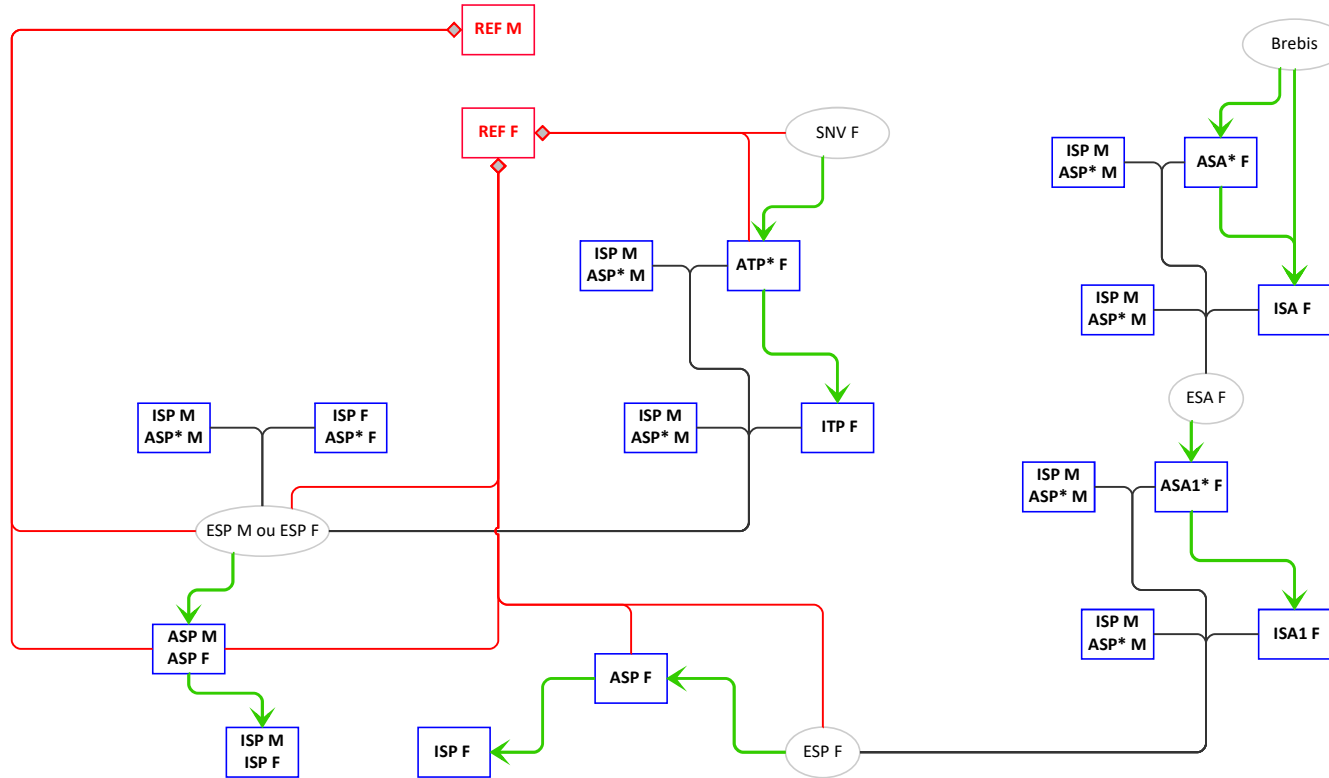 REF M
Brebis
REF F
SNV F
ISP M
ASP* M
ASA* F
ISP M
ASP* M
ATP* F
ISP M
ASP* M
ISA F
ISP M
ASP* M
ISP F
ASP* F
ISP M
ASP* M
ITP F
ESA F
ISP M
ASP* M
ASA1* F
ESP M ou ESP F
ASP M
ASP F
ISP M
ASP* M
ISA1 F
ASP F
ISP M
ISP F
ISP F
ESP F